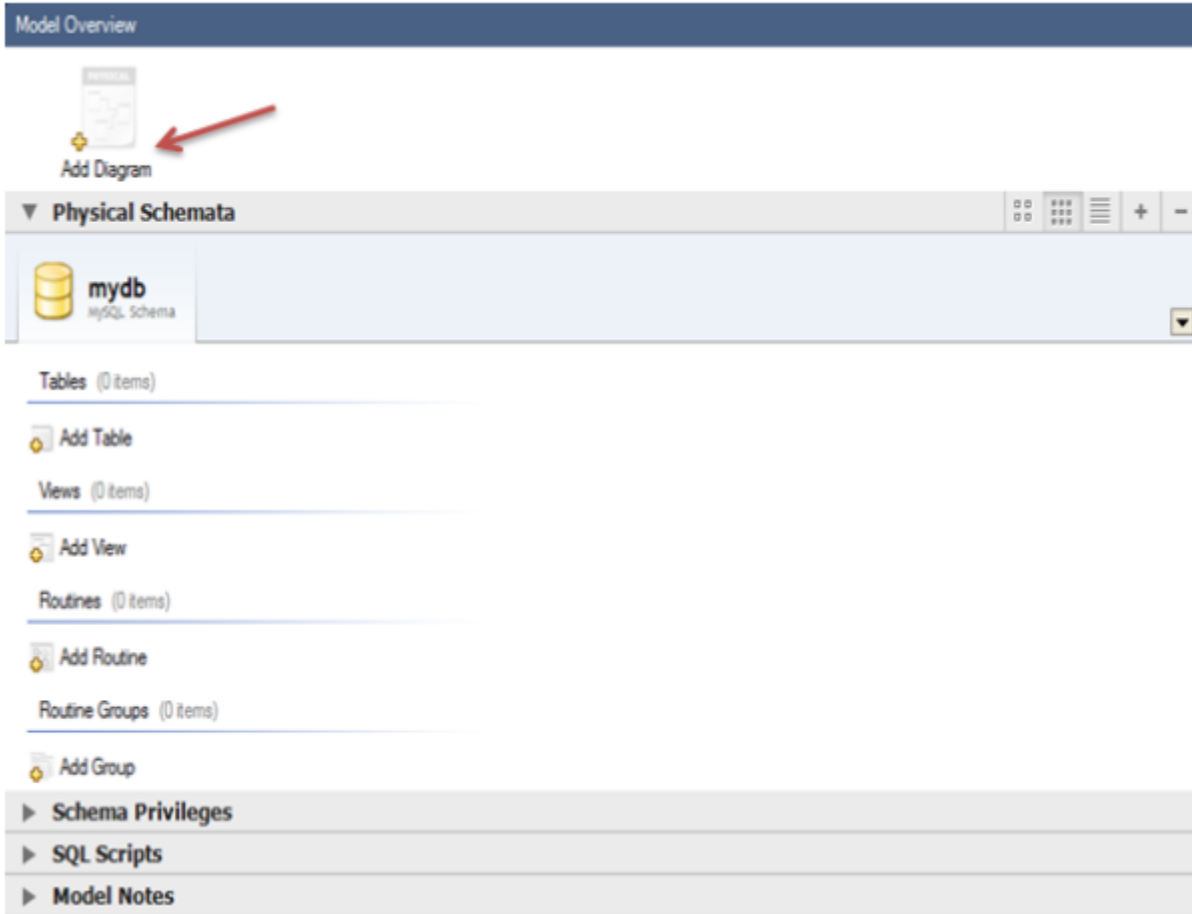 Model Overview
PHYSICAL
Add Diagram
Physical Schemata
mydb
MySQL Schema
Tables (0 items)
Add Table
Views (0 items)
Add View
Routines (0 items)
Add Routine
Routine Groups (0 items)
Add Group
Schema Privileges
SQL Scripts
Model Notes